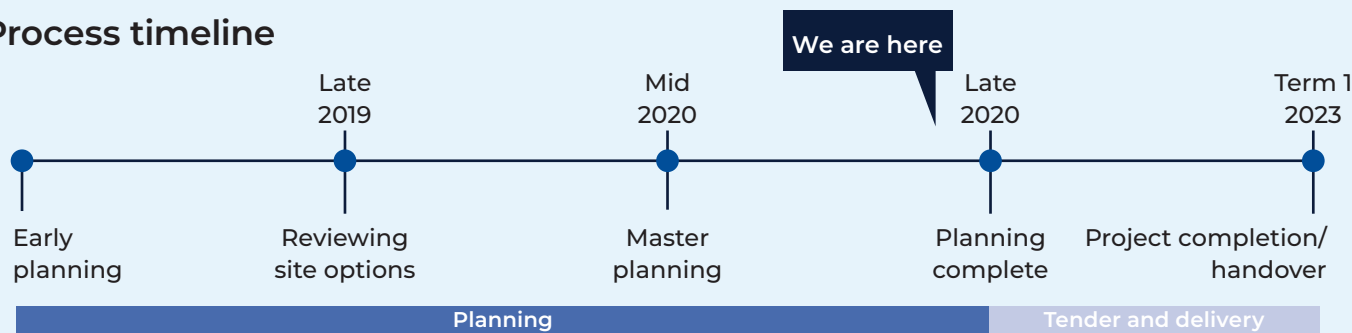 Process timeline
We are here
Late
2019
Mid
2020
Late
2020
Term 1
2023
Early
planning
Reviewing
site options
Master
planning
Planning
complete
Project completion/
handover
Planning
Tender and delivery